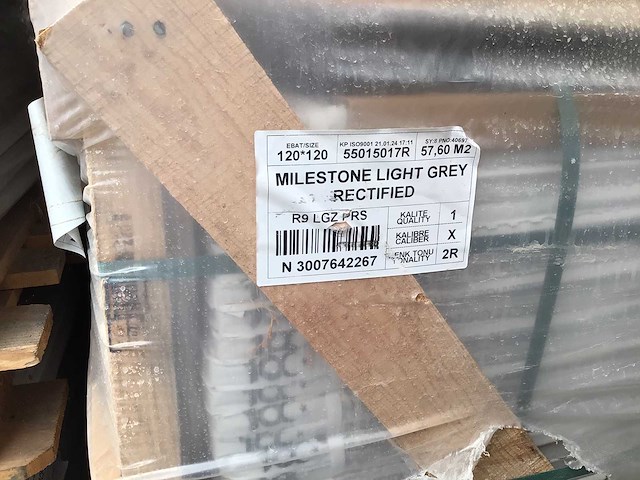 EBAT/SIZE KP ISO9001 21.01.24 17:11
120*120 55015017R 57,60 M2
MILESTONE LIGHT GREY
RECTIFIED
R9 LGZ PRS
KALITE QUALITY 1
KALIBRE CALIBER X
2R
N 3007642267